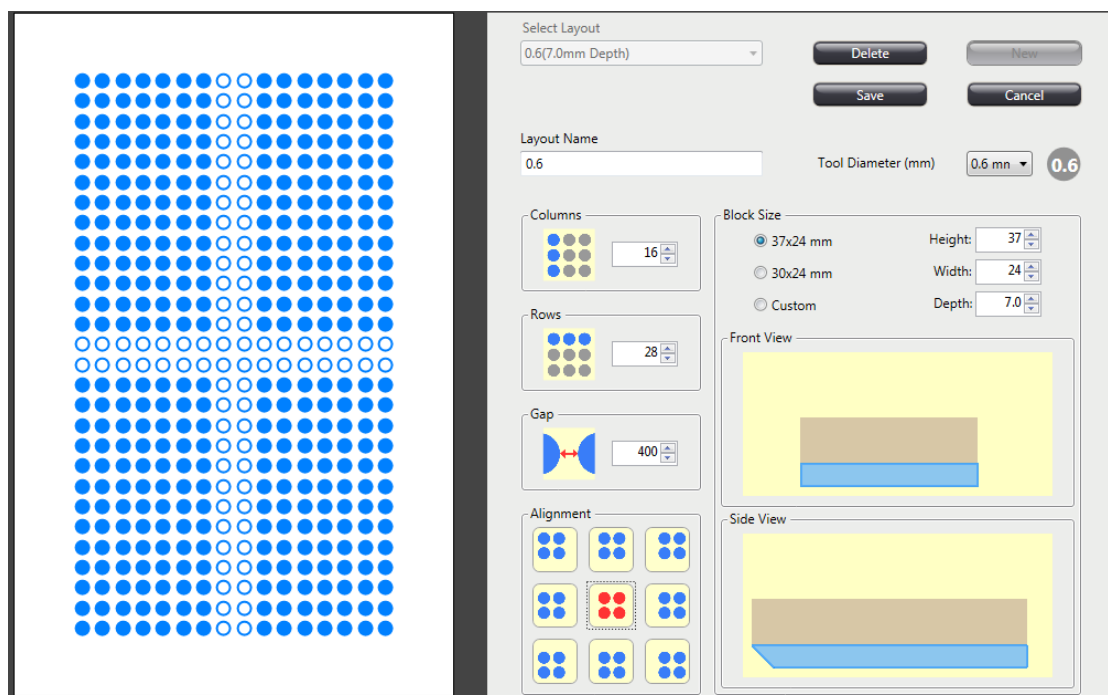 Select Layout
0.6(7.0mm Depth)
Delete
New
Save
Cancel
Layout Name
0.6
Tool Diameter (mm)
0.6 mn
0.6
Columns
16
Block Size
37x24 mm
Height: 37
30x24 mm
Width: 24
Custom
Depth: 7.0
Rows
28
Front View
Gap
400
Alignment
Side View